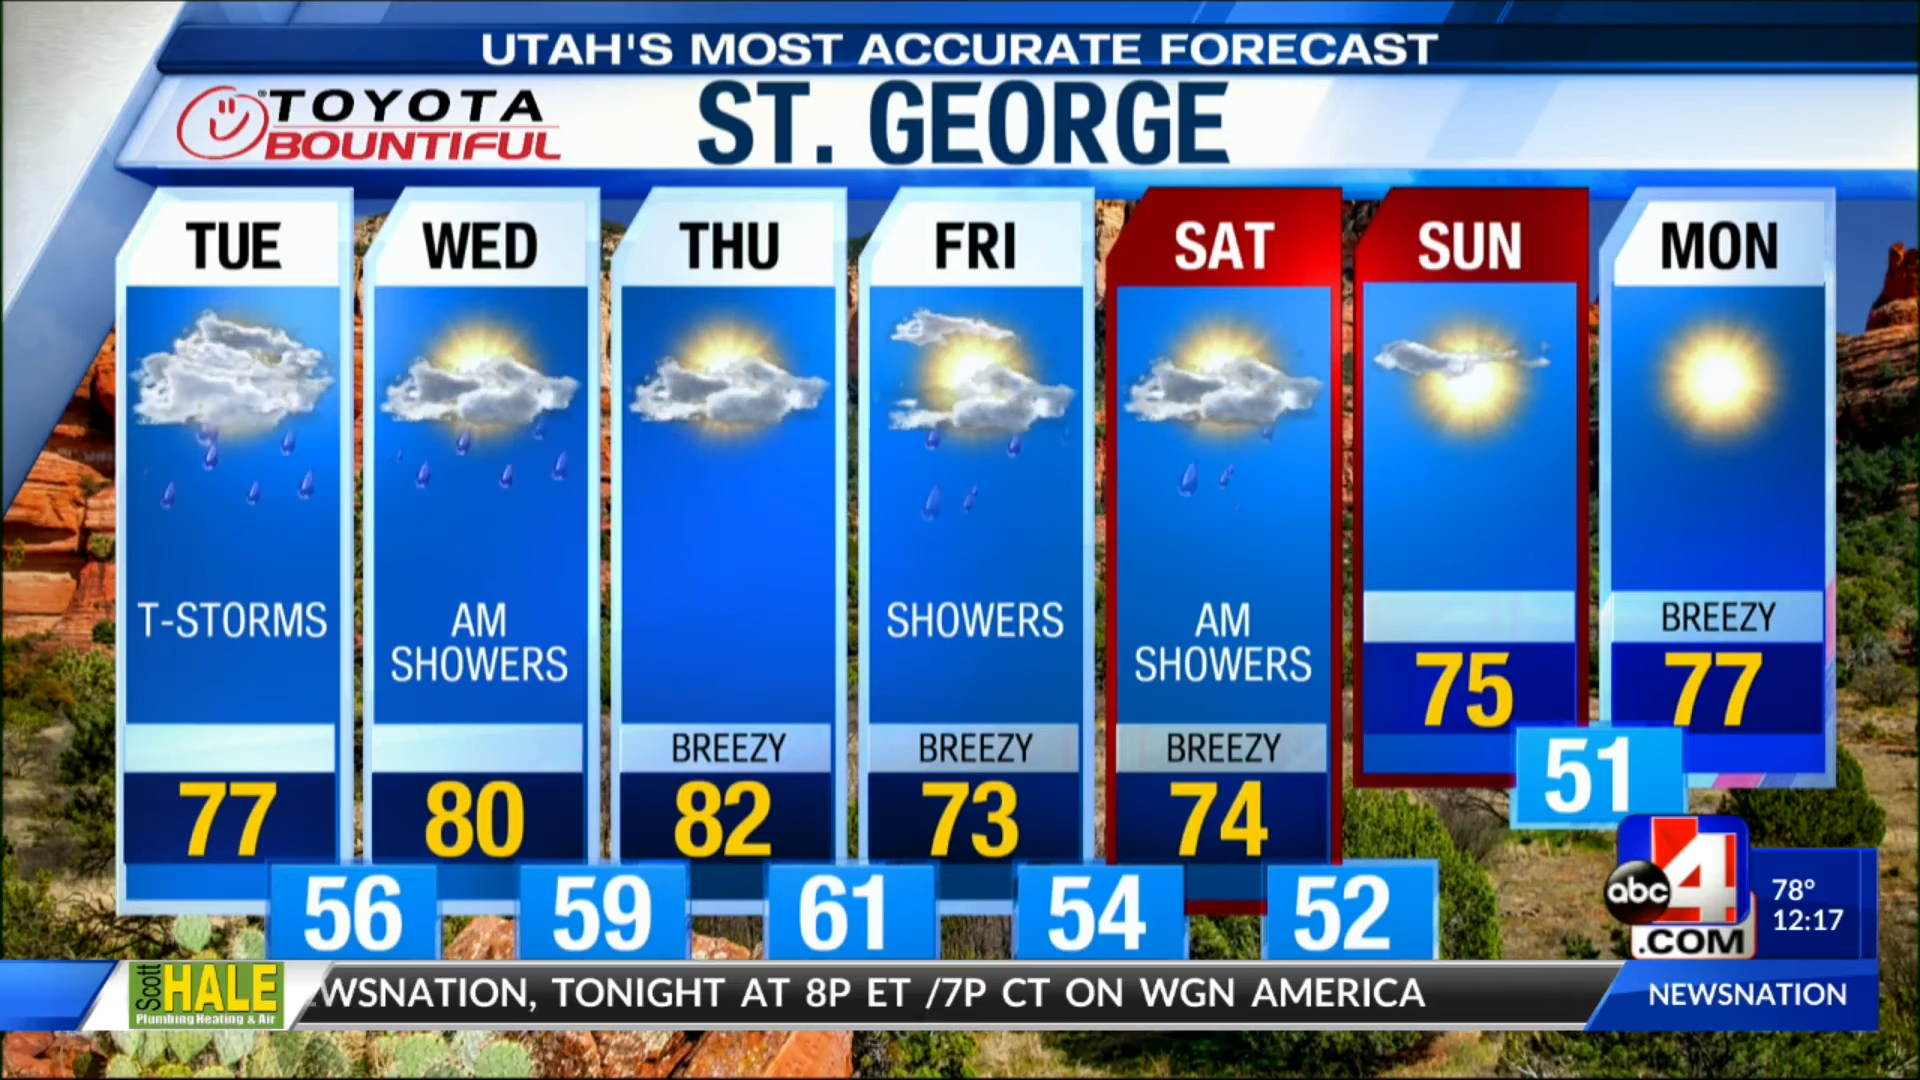 UTAH'S MOST ACCURATE FORECAST
TOYOTA
BOUNTIFUL
ST. GEORGE
TUE
WED
THU
FRI
SAT
SUN
MON
T-STORMS
AM
SHOWERS
SHOWERS
AM
SHOWERS
BREEZY
BREEZY
BREEZY
BREEZY
77
80
82
73
74
75
77
56
59
61
54
52
51
abc
4
.COM
78°
12:17
Scott
HALE
Plumbing Heating & Air
WSNATION, TONIGHT AT 8P ET /7P CT ON WGN AMERICA
NEWSNATION